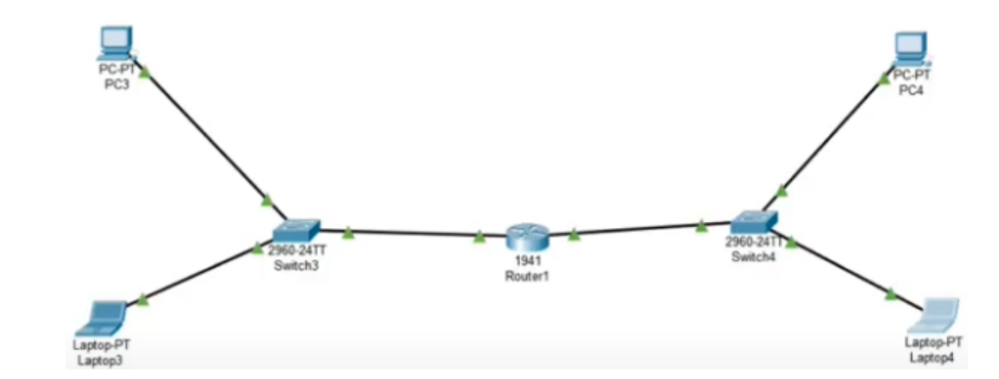 PC-PT
PC3
PC-PT
PC4
2960-24TT
Switch3
1941
Router1
2960-24TT
Switch4
Laptop-PT
Laptop3
Laptop-PT
Laptop4